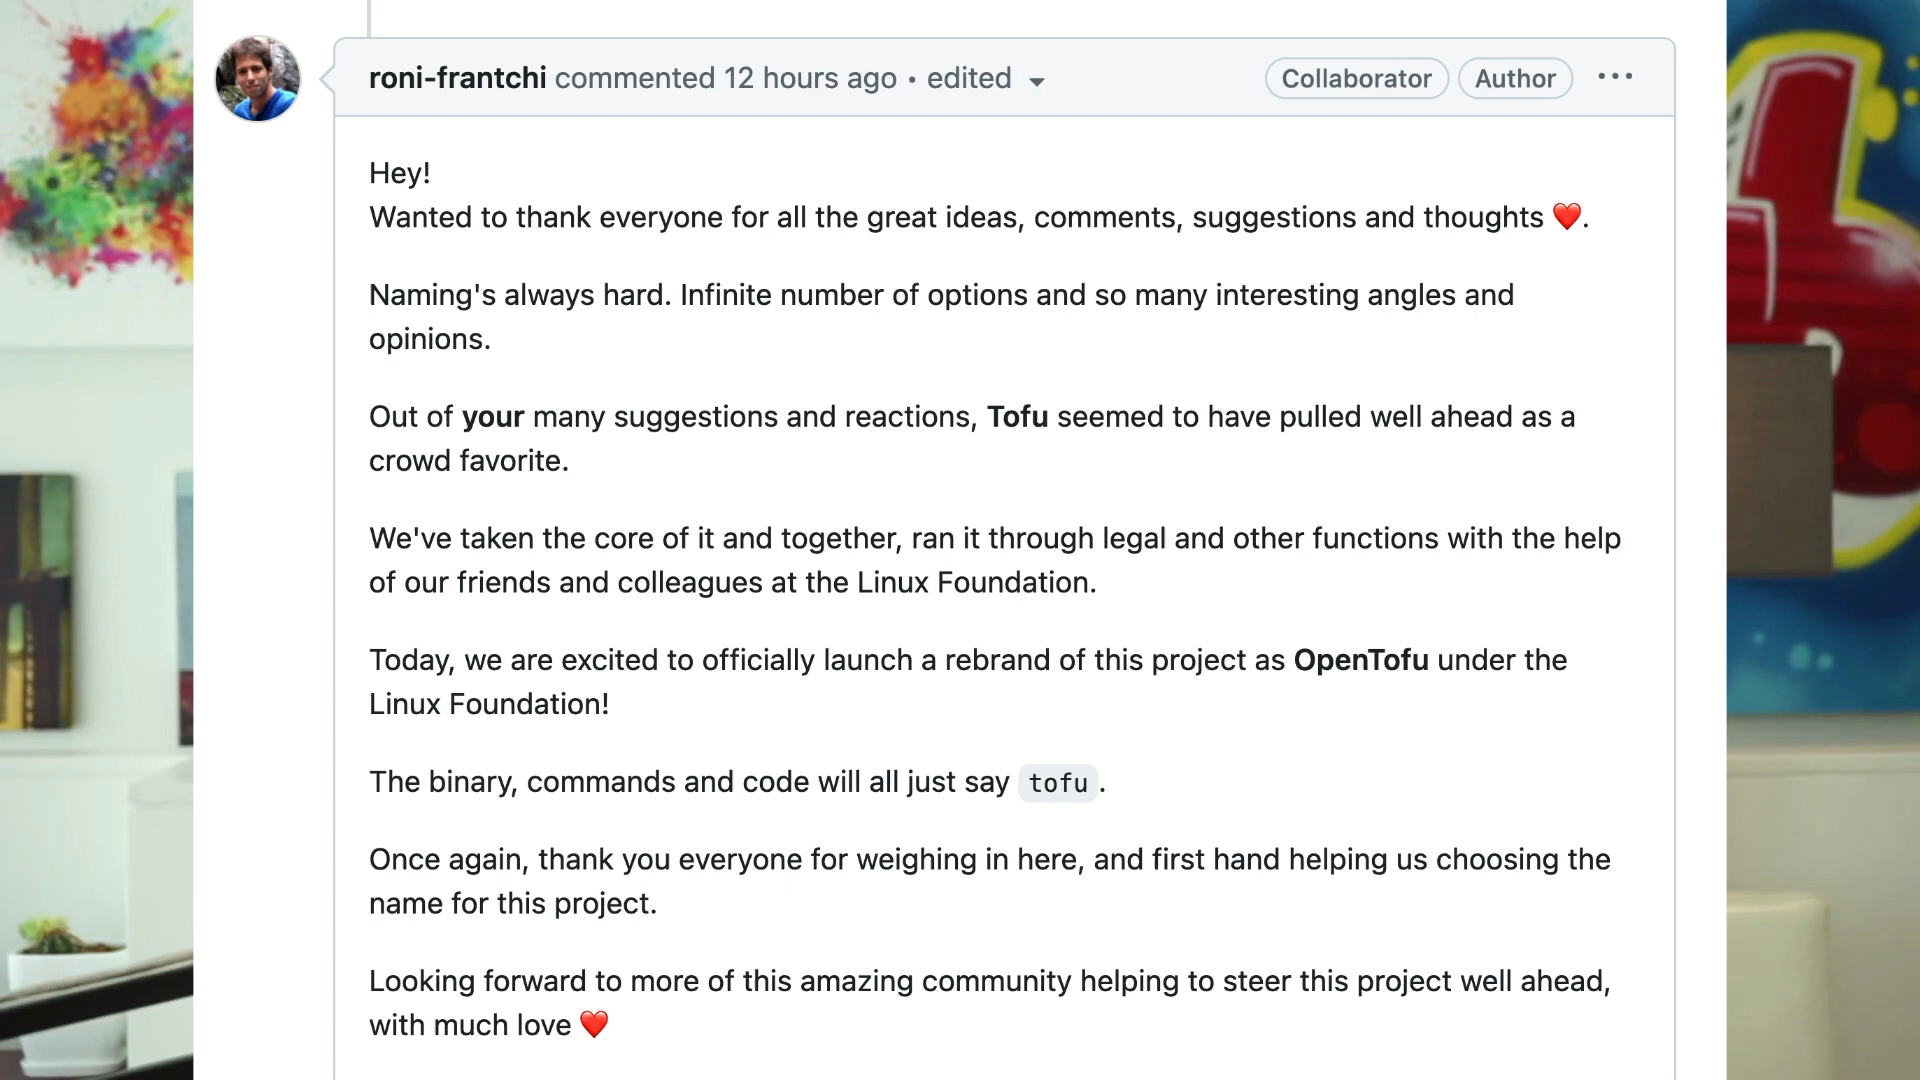 roni-frantchi commented 12 hours ago • edited
Collaborator
Author
Hey!
Wanted to thank everyone for all the great ideas, comments, suggestions and thoughts ❤️.
Naming's always hard. Infinite number of options and so many interesting angles and
opinions.
Out of your many suggestions and reactions, Tofu seemed to have pulled well ahead as a
crowd favorite.
We've taken the core of it and together, ran it through legal and other functions with the help
of our friends and colleagues at the Linux Foundation.
Today, we are excited to officially launch a rebrand of this project as OpenTofu under the
Linux Foundation!
The binary, commands and code will all just say tofu.
Once again, thank you everyone for weighing in here, and first hand helping us choosing the
name for this project.
Looking forward to more of this amazing community helping to steer this project well ahead,
with much love ❤️